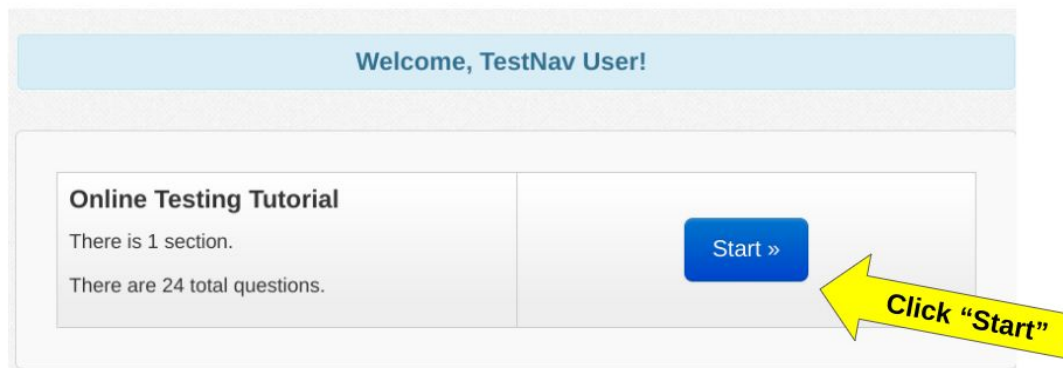 Welcome, TestNav User!
Online Testing Tutorial
There is 1 section.
Start »
There are 24 total questions.
Click “Start”